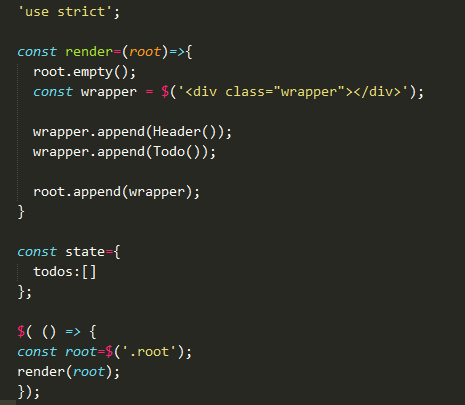 'use strict';
const render=(root)=>{
root.empty();
const wrapper = $('<div class="wrapper"></div>');
wrapper.append(Header());
wrapper.append(Todo());
root.append(wrapper);
}
const state={
todos:[]
};
$( () => {
const root=$('.root');
render(root);
});